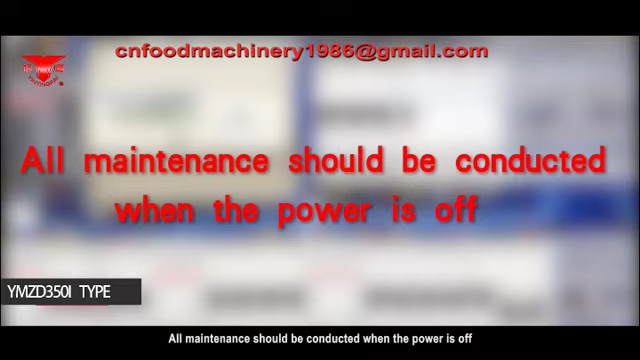 cnfoodmachinery1986@gmail.com
All maintenance should be conducted
when the power is off
YMZD350I TYPE
All maintenance should be conducted when the power is off